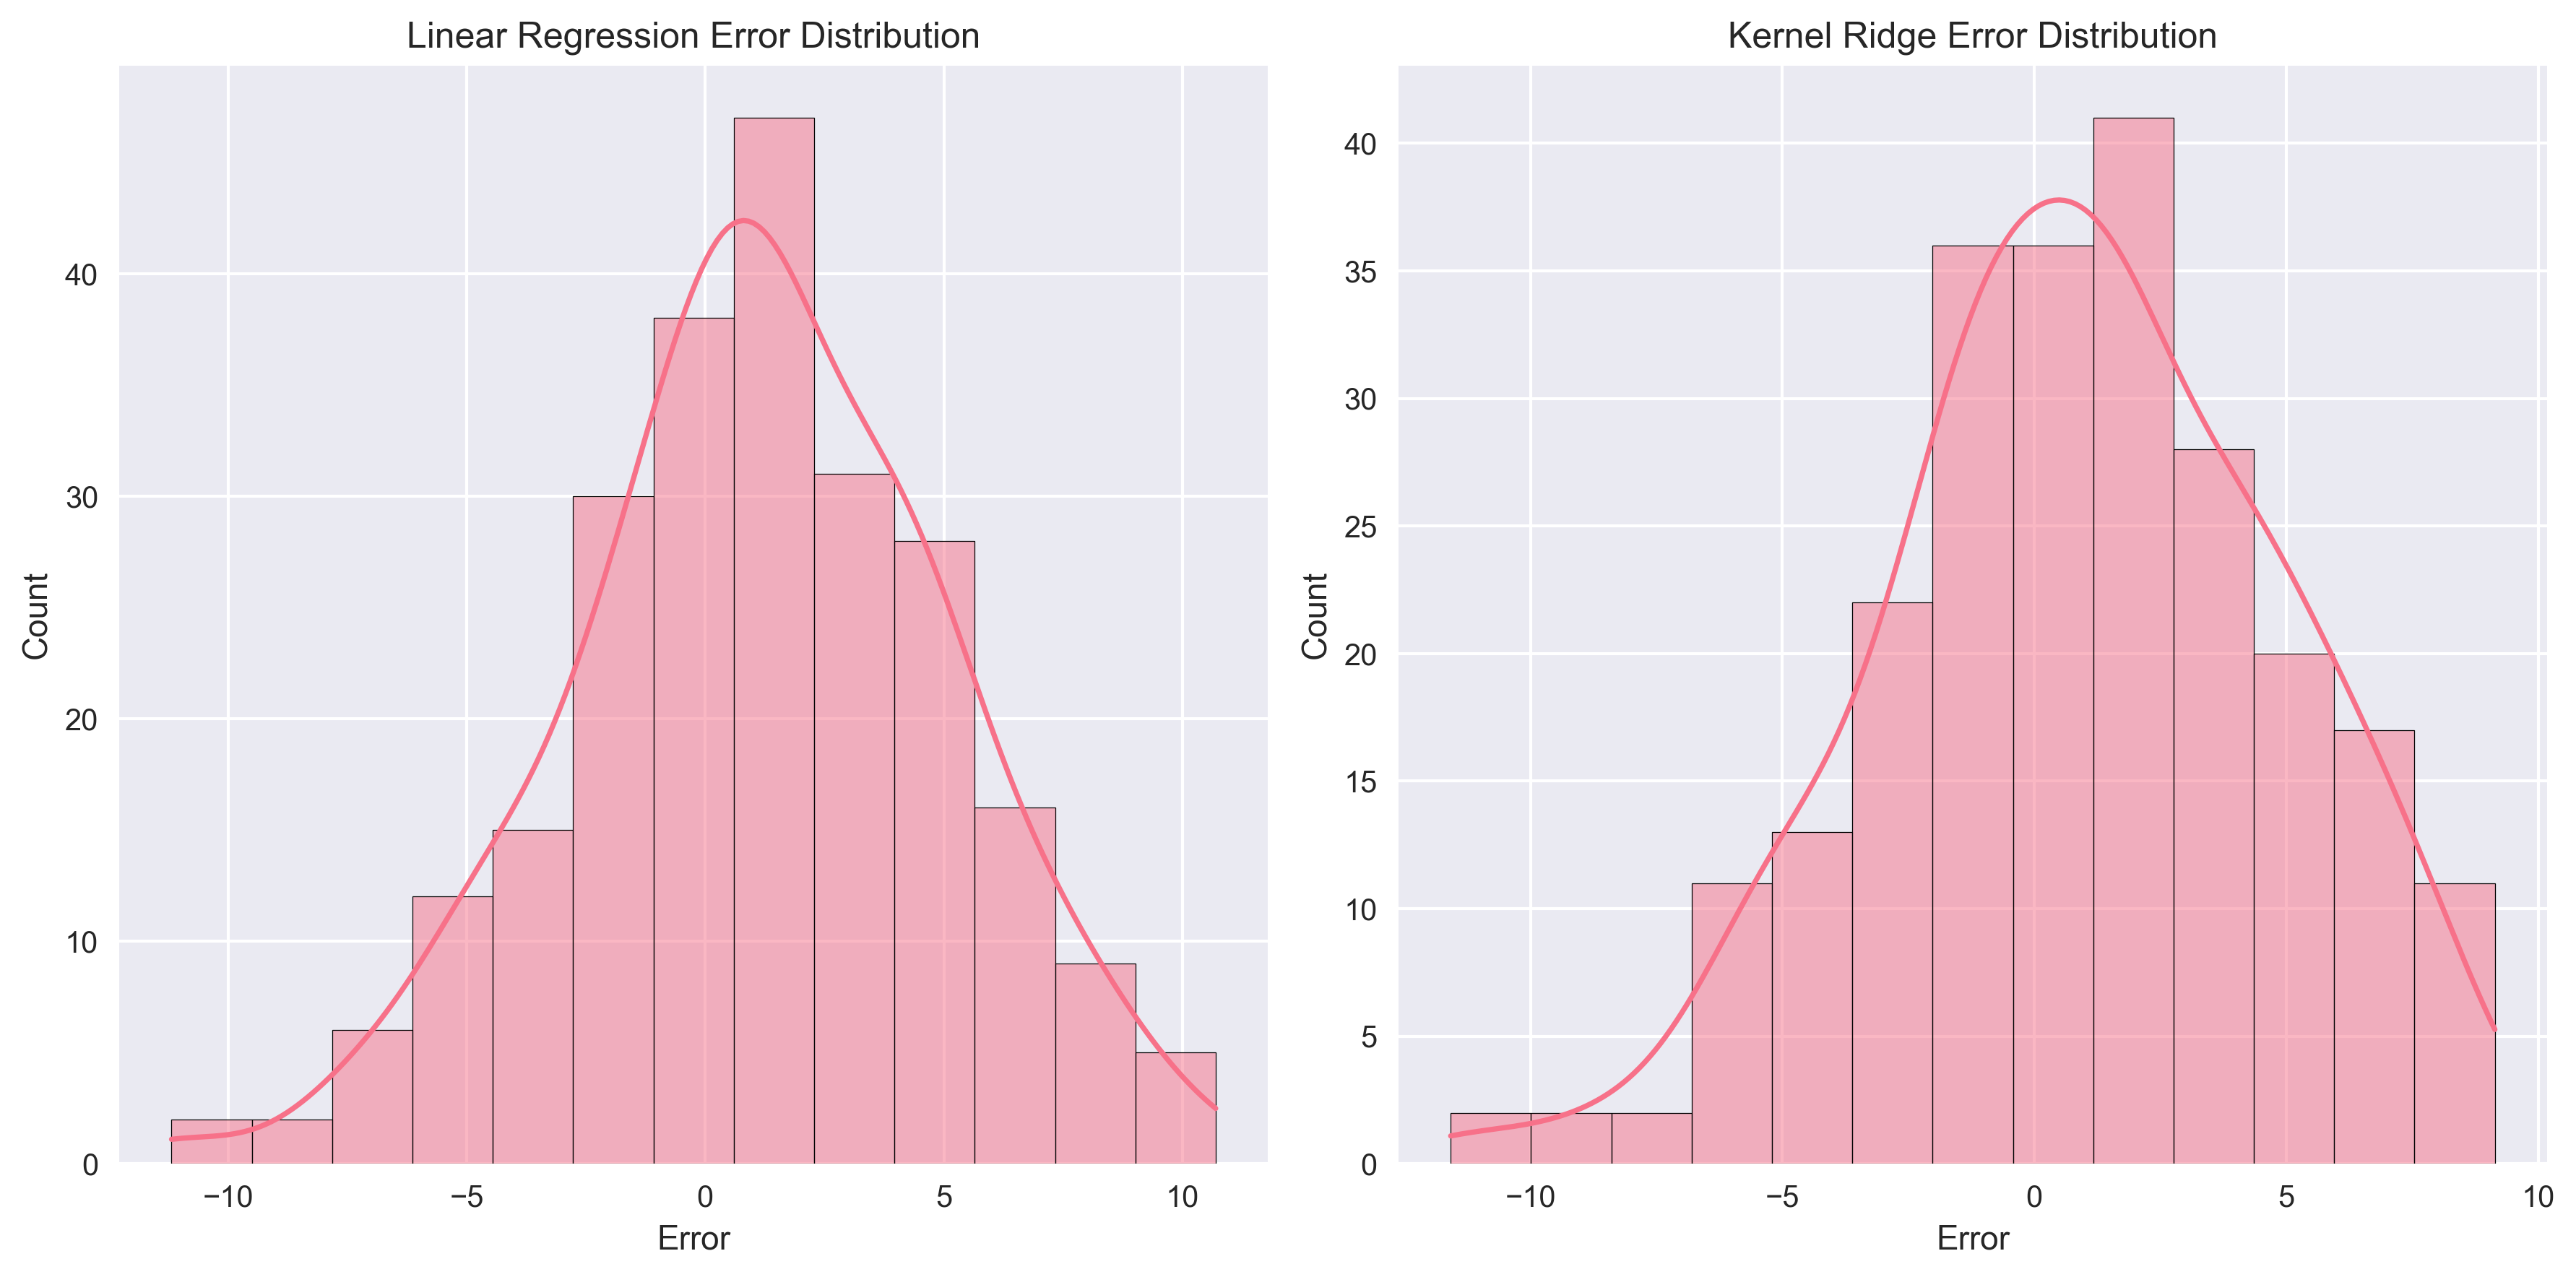 Linear Regression Error Distribution
Count
40
30
20
10
0
−10 −5 0 5 10
Error
Kernel Ridge Error Distribution
Count
40
35
30
25
20
15
10
5
0
−10 −5 0 5 10
Error